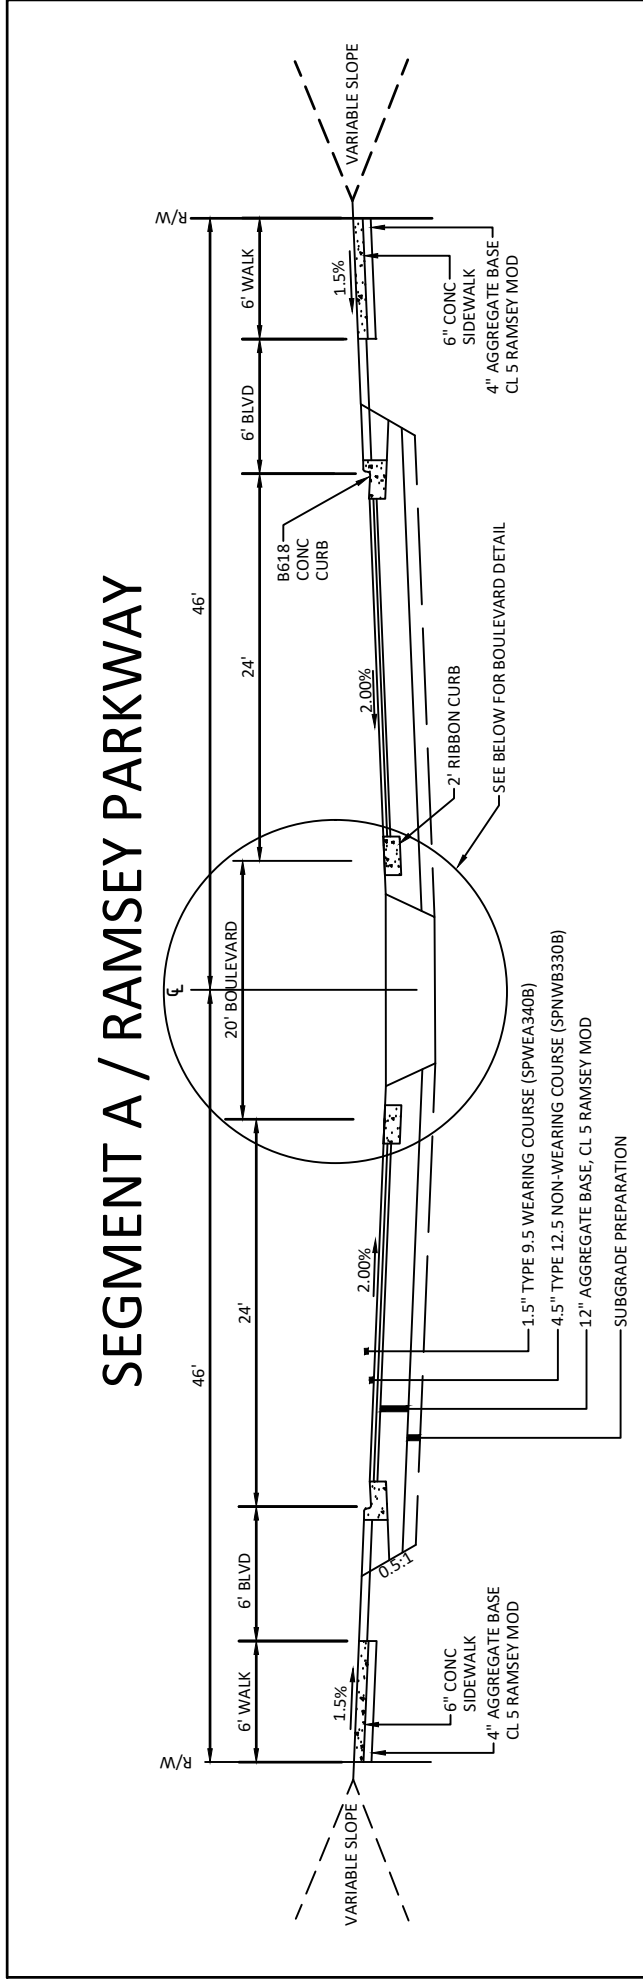 SEGMENT A / RAMSEY PARKWAY
46'
46'
R/W
6' WALK
6' BLVD
24'
20' BOULEVARD
℄
24'
6' BLVD
6' WALK
R/W
VARIABLE SLOPE
1.5%
0.5:1
2.00%
2.00%
B618
CONC
CURB
1.5%
VARIABLE SLOPE
6" CONC
SIDEWALK
4" AGGREGATE BASE
CL 5 RAMSEY MOD
1.5" TYPE 9.5 WEARING COURSE (SPWEA340B)
4.5" TYPE 12.5 NON-WEARING COURSE (SPNWB330B)
12" AGGREGATE BASE, CL 5 RAMSEY MOD
SUBGRADE PREPARATION
2' RIBBON CURB
SEE BELOW FOR BOULEVARD DETAIL
6" CONC
SIDEWALK
4" AGGREGATE BASE
CL 5 RAMSEY MOD